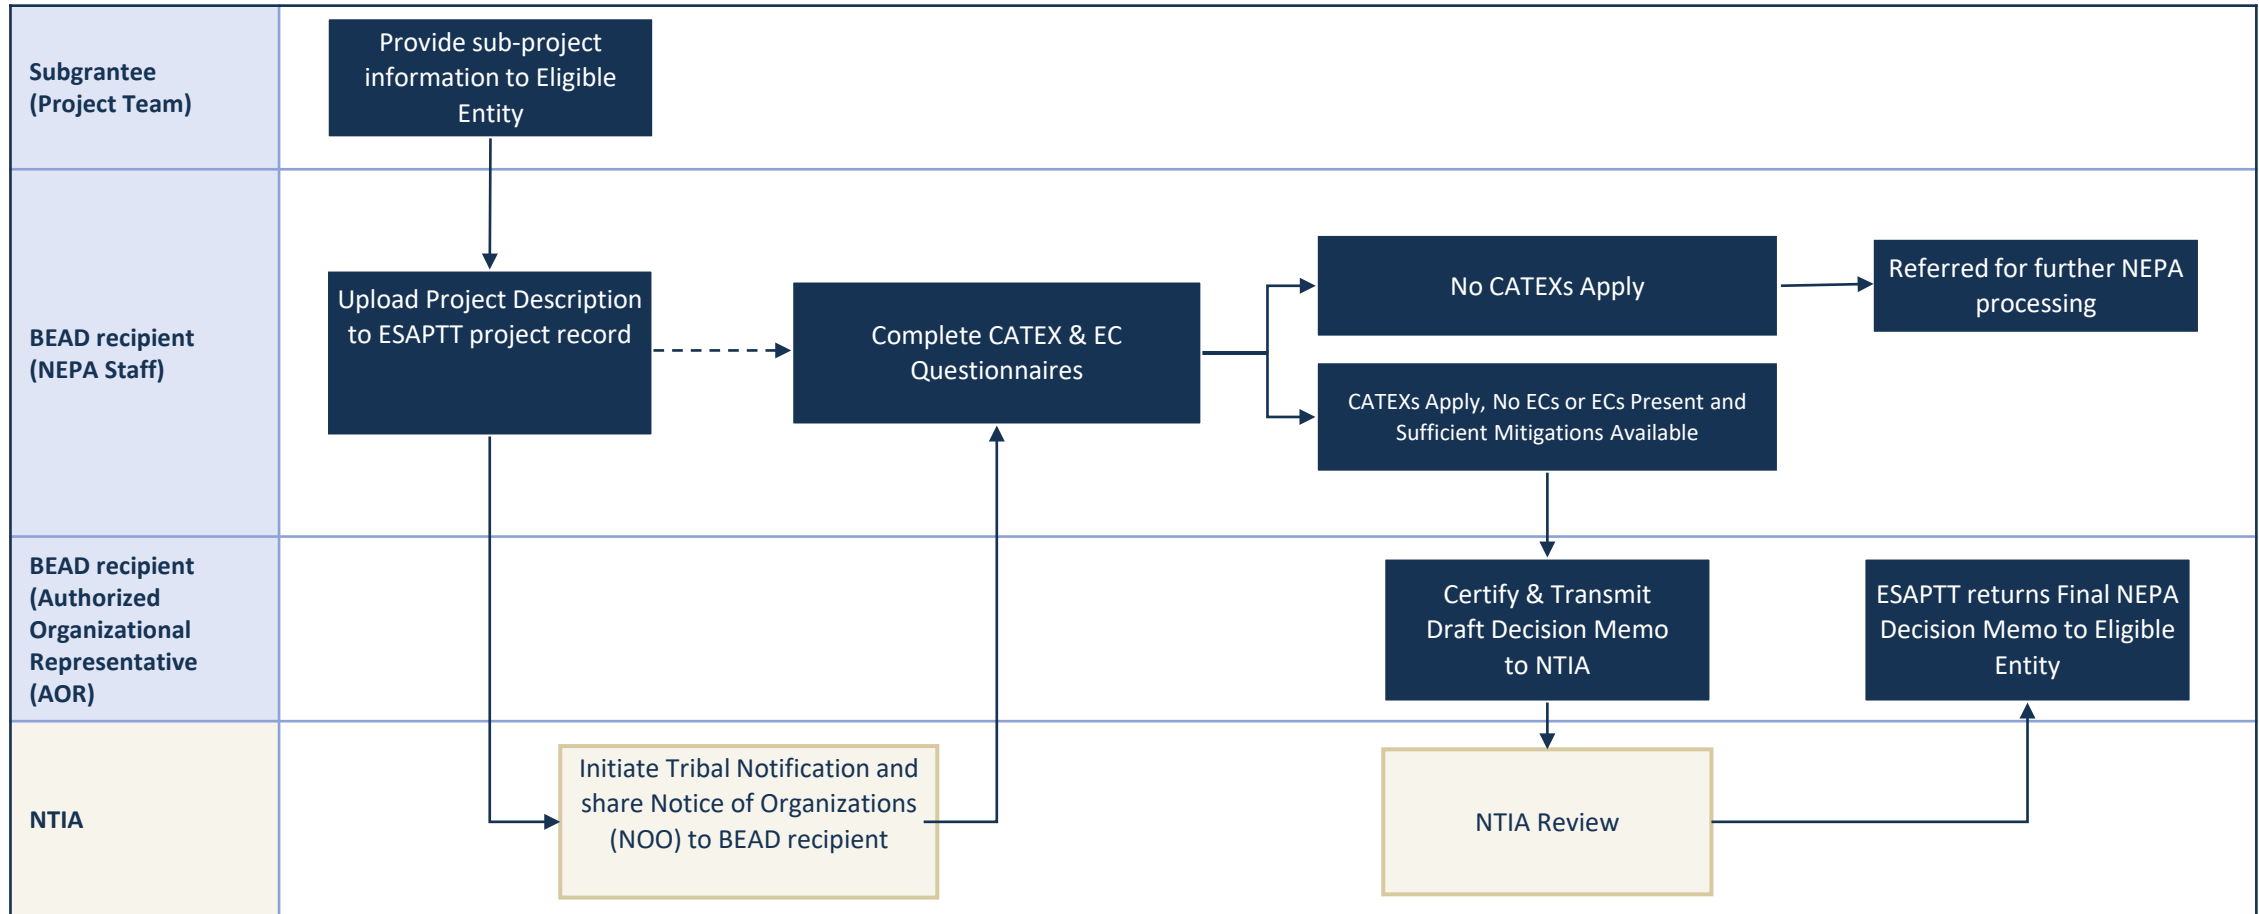 Subgrantee
(Project Team)
Provide sub-project
information to Eligible
Entity
BEAD recipient
(NEPA Staff)
Upload Project Description
to ESAPTT project record
Complete CATEX & EC
Questionnaires
No CATEXs Apply
Referred for further NEPA
processing
CATEXs Apply, No ECs or ECs Present and
Sufficient Mitigations Available
BEAD recipient
(Authorized
Organizational
Representative
(AOR)
Certify & Transmit
Draft Decision Memo
to NTIA
ESAPTT returns Final NEPA
Decision Memo to Eligible
Entity
NTIA
Initiate Tribal Notification and
share Notice of Organizations
(NOO) to BEAD recipient
NTIA Review